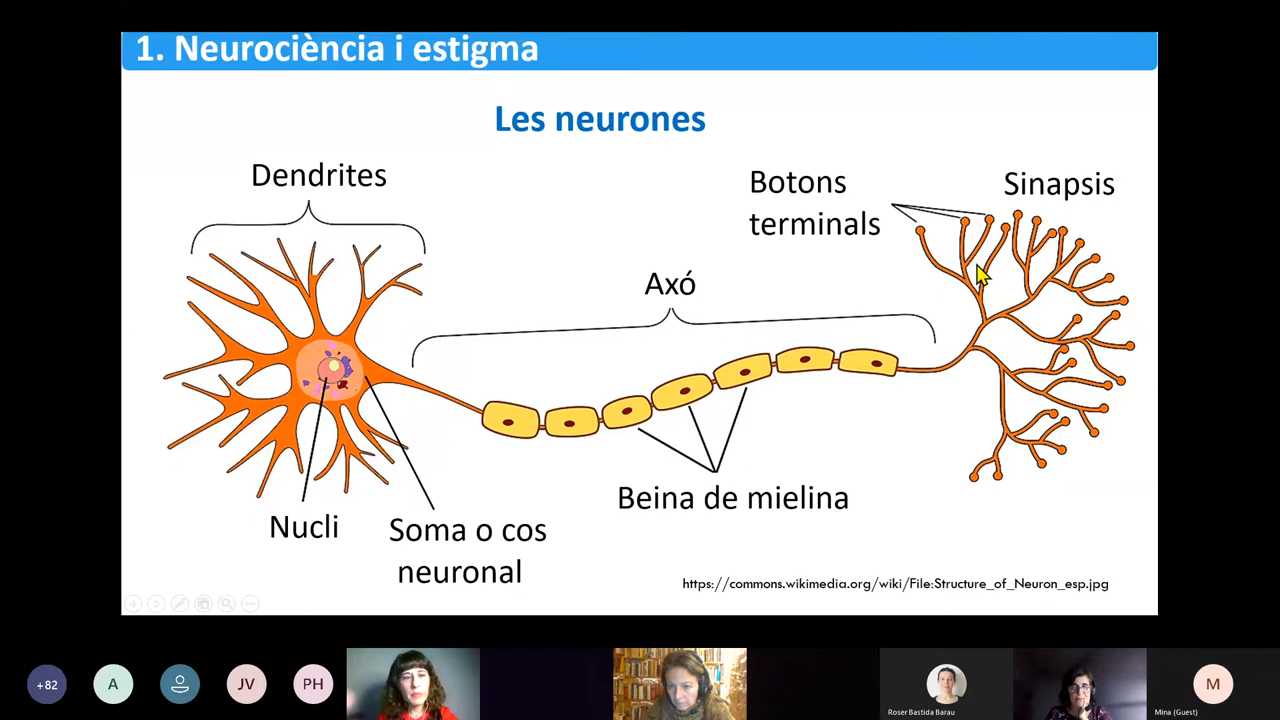 1. Neurociència i estigma
Les neurones
Dendrites
Botons
terminals
Sinapsis
Axó
Beina de mielina
Nucli
Soma o cos
neuronal
https://commons.wikimedia.org/wiki/File:Structure_of_Neuron_esp.jpg
+82
A
JV
PH
Roser Bastida Barau
M
Mina (Guest)